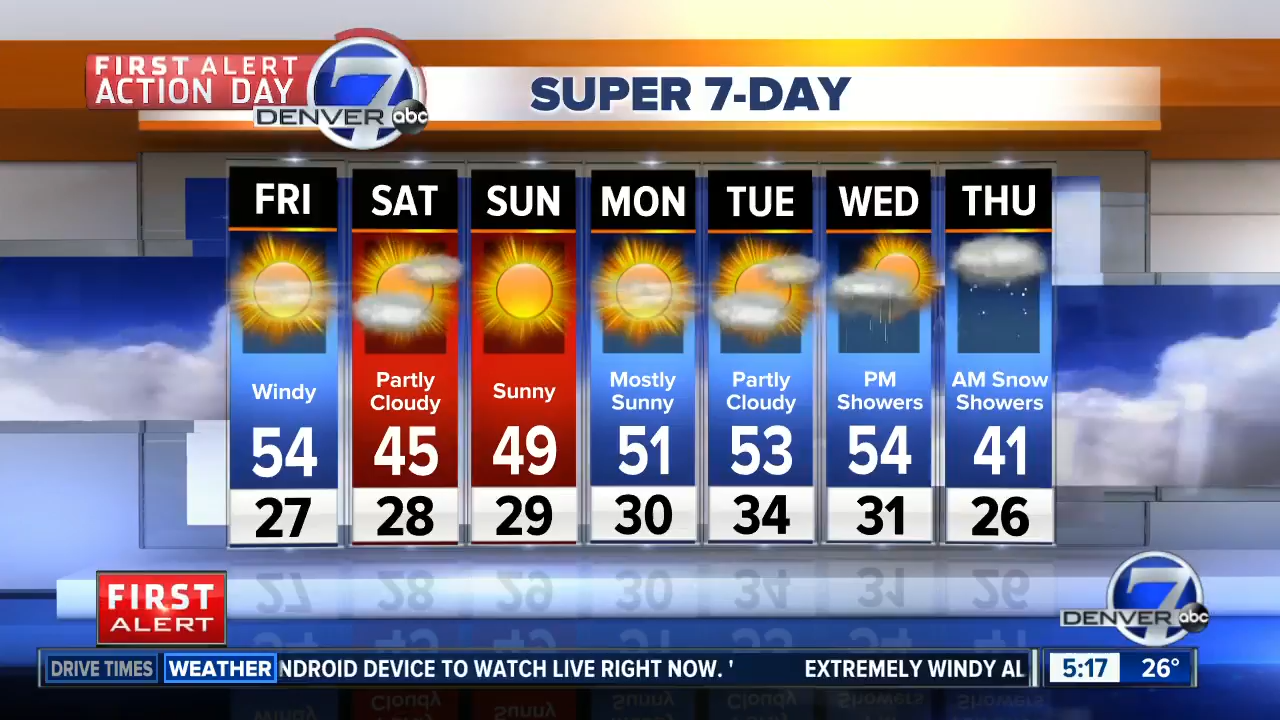 FIRST ALERT
ACTION DAY
7
DENVER abc
SUPER 7-DAY
FRI SAT SUN MON TUE WED THU
Windy Partly Cloudy Sunny Mostly Sunny Partly Cloudy PM Showers AM Snow Showers
54 45 49 51 53 54 41
27 28 29 30 34 31 26
FIRST
ALERT
7
DENVER abc
DRIVE TIMES WEATHER NDROID DEVICE TO WATCH LIVE RIGHT NOW. ' EXTREMELY WINDY AL 5:17 26°